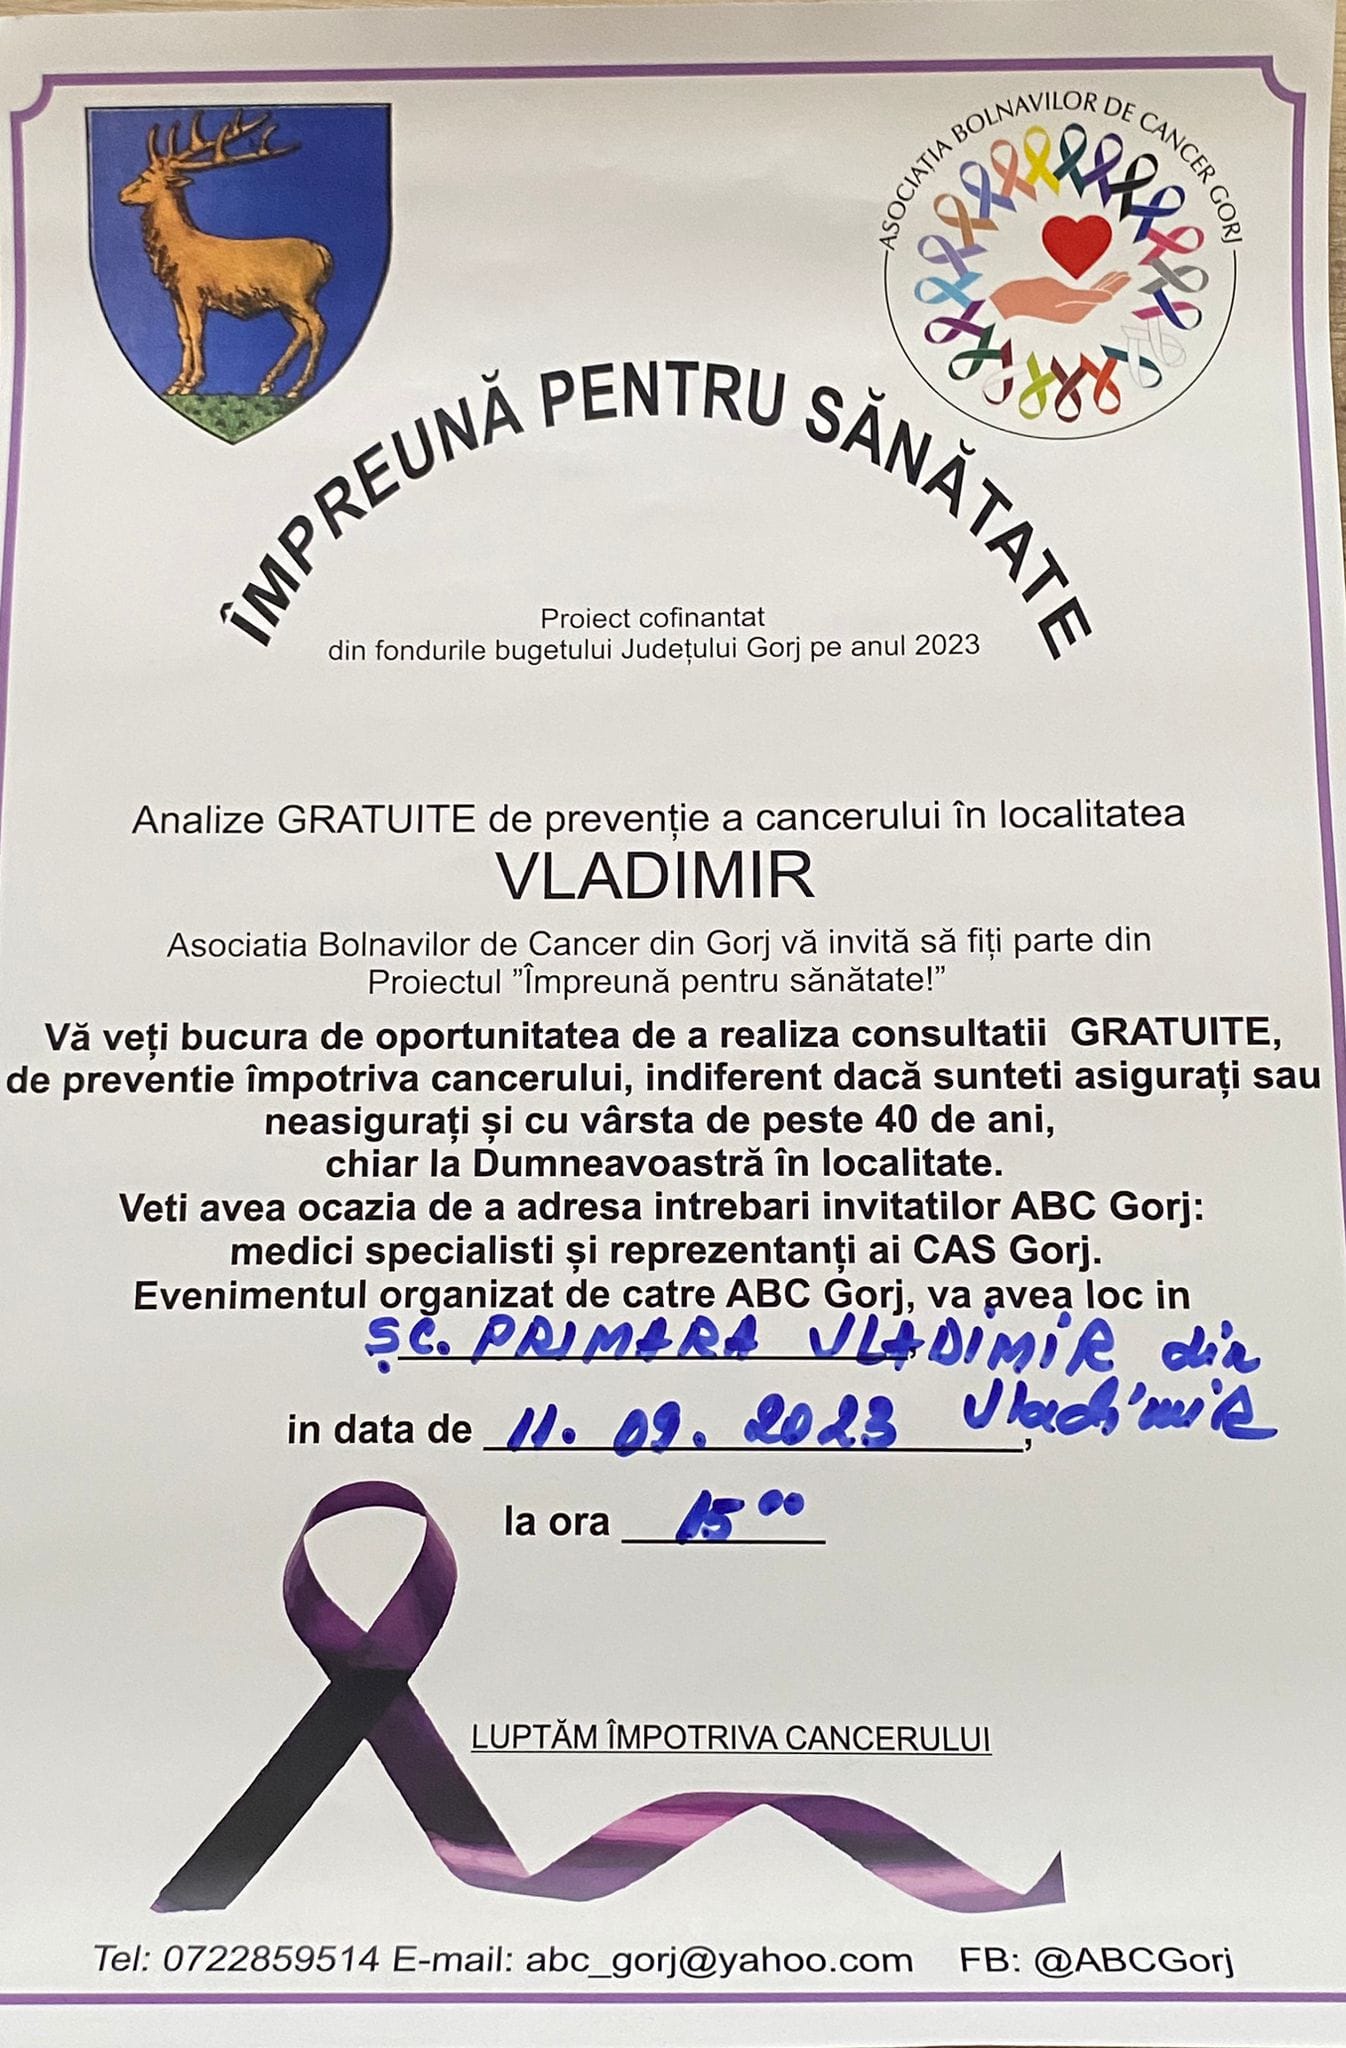 ASOCIAȚIA BOLNAVILOR DE CANCER GORJ
ÎMPREUNĂ PENTRU SĂNĂTATE
Proiect cofinantat
din fondurile bugetului Județului Gorj pe anul 2023
Analize GRATUITE de prevenție a cancerului în localitatea
VLADIMIR
Asociatia Bolnavilor de Cancer din Gorj vă invită să fiți parte din
Proiectul ”Împreună pentru sănătate!”
Vă veți bucura de oportunitatea de a realiza consultatii GRATUITE,
de preventie împotriva cancerului, indiferent dacă sunteti asigurați sau
neasigurați și cu vârsta de peste 40 de ani,
chiar la Dumneavoastră în localitate.
Veti avea ocazia de a adresa intrebari invitatilor ABC Gorj:
medici specialisti și reprezentanți ai CAS Gorj.
Evenimentul organizat de catre ABC Gorj, va avea loc in
ȘC. PRIMARA VLADIMIR din
Vladimir
in data de 11. 09. 2023,
la ora 15 00
LUPTĂM ÎMPOTRIVA CANCERULUI
Tel: 0722859514 E-mail: abc_gorj@yahoo.com FB: @ABCGorj